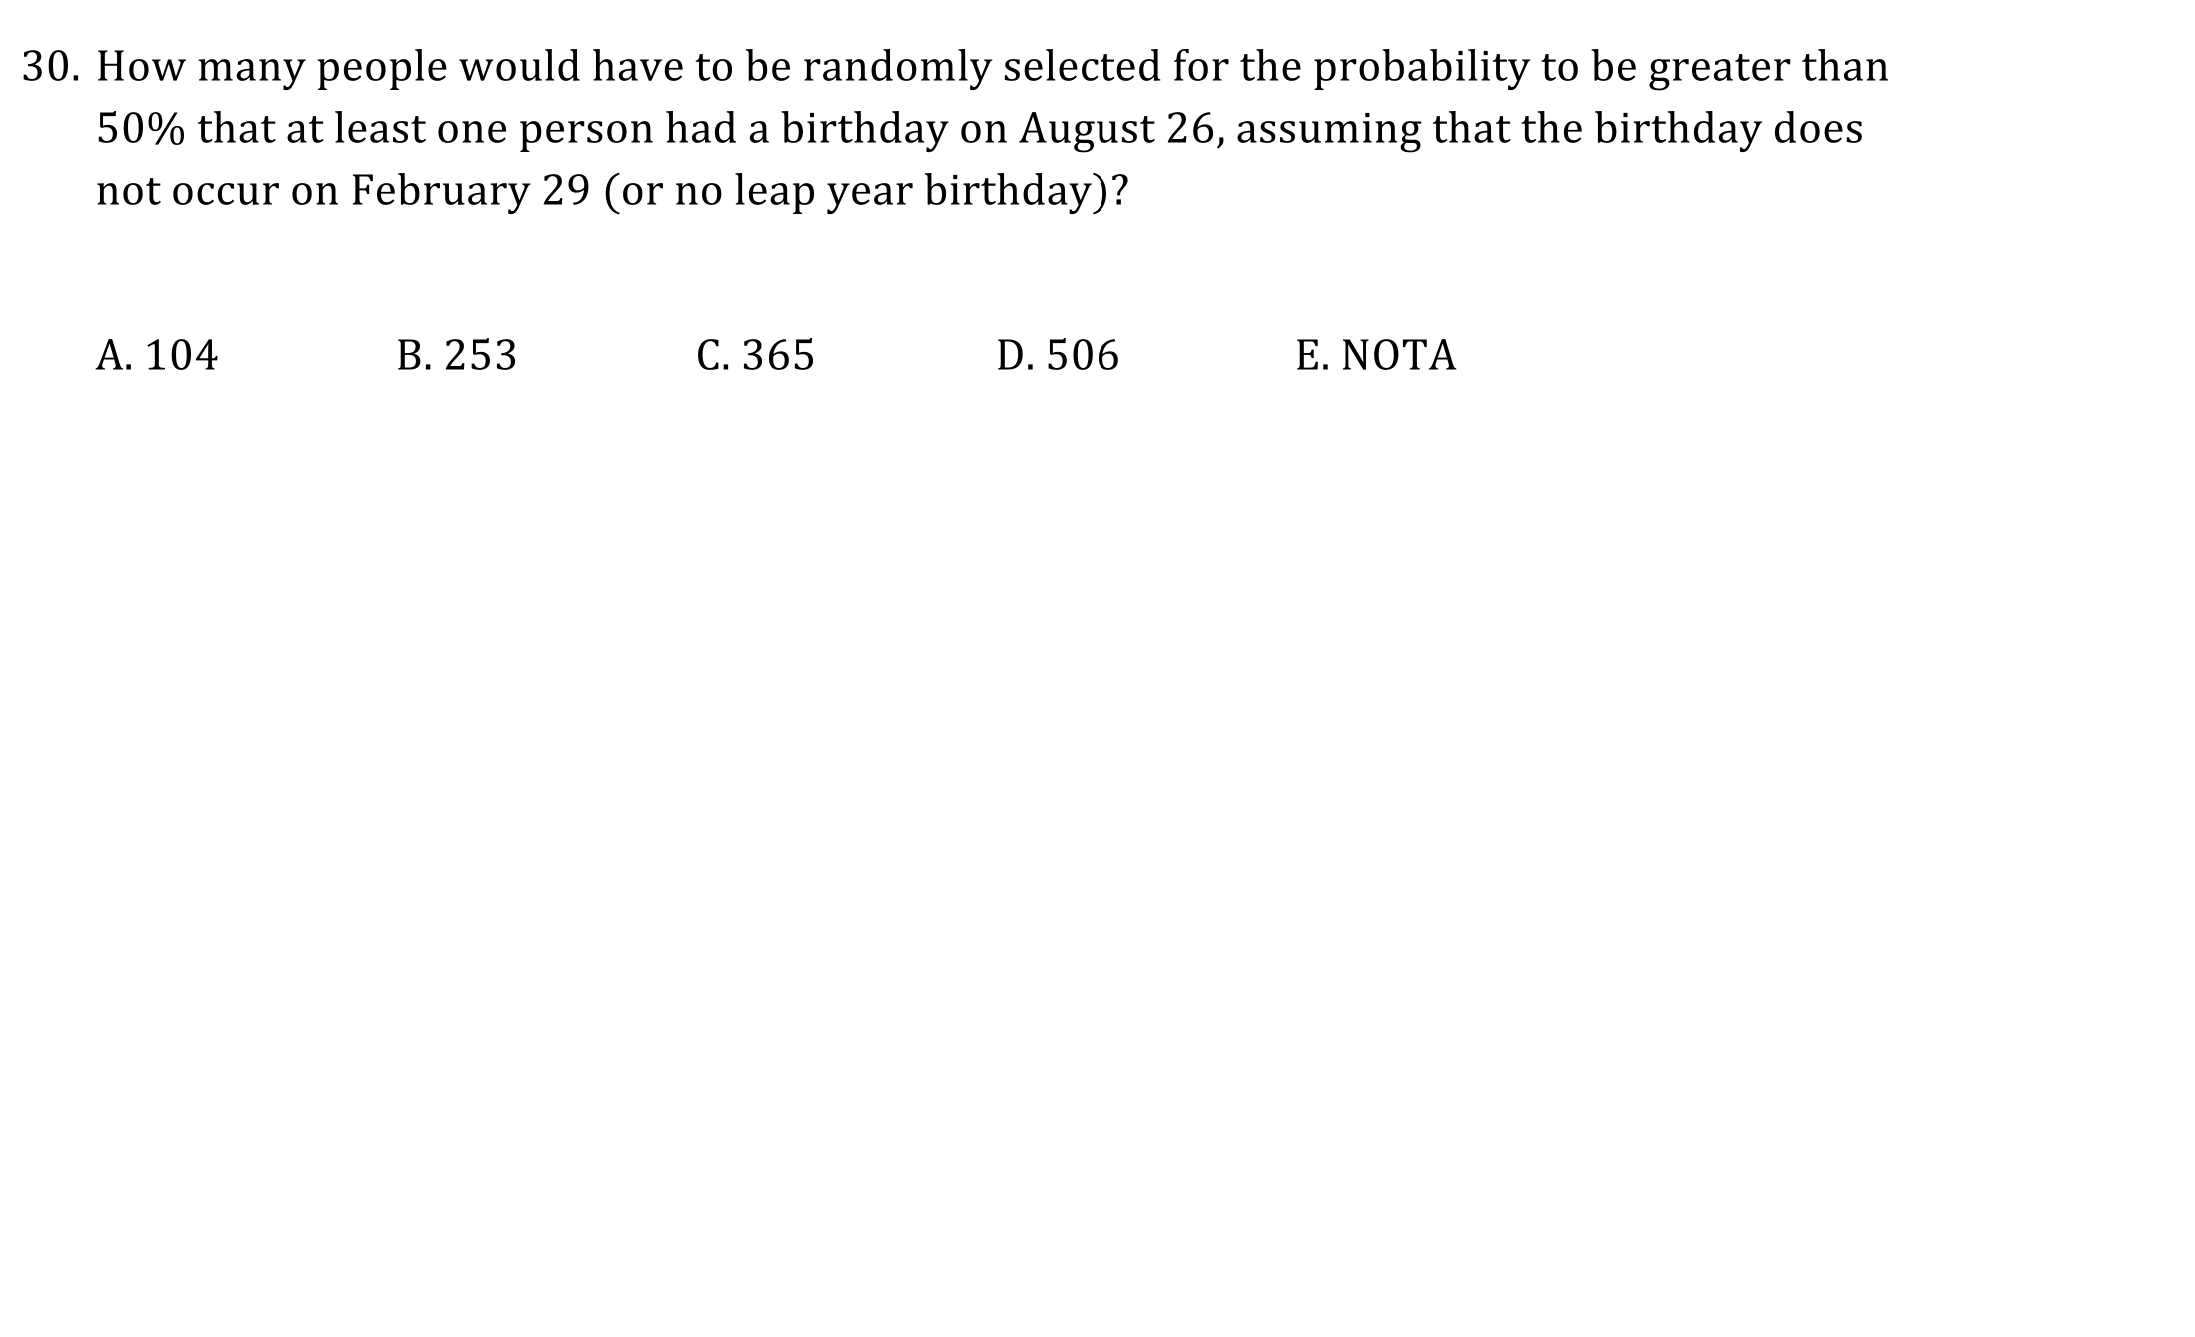 30. How many people would have to be randomly selected for the probability to be greater than
50% that at least one person had a birthday on August 26, assuming that the birthday does
not occur on February 29 (or no leap year birthday)?
A. 104 B. 253 C. 365 D. 506 E. NOTA